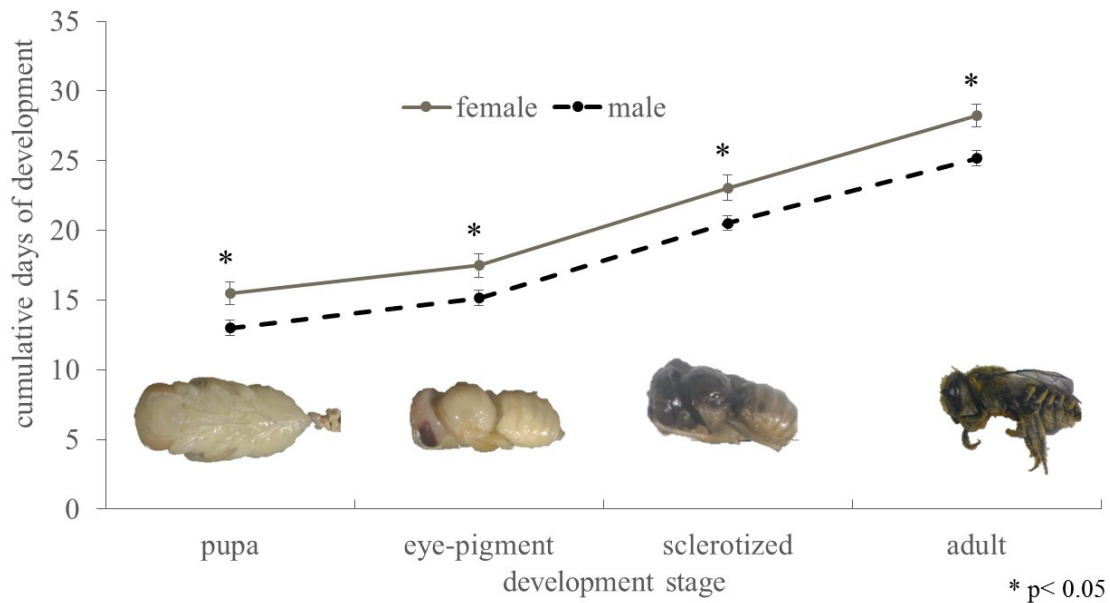 cumulative days of development
35
30
25
20
15
10
5
0
female
male
*
*
*
*
pupa
eye-pigment
sclerotized
adult
development stage
* p< 0.05